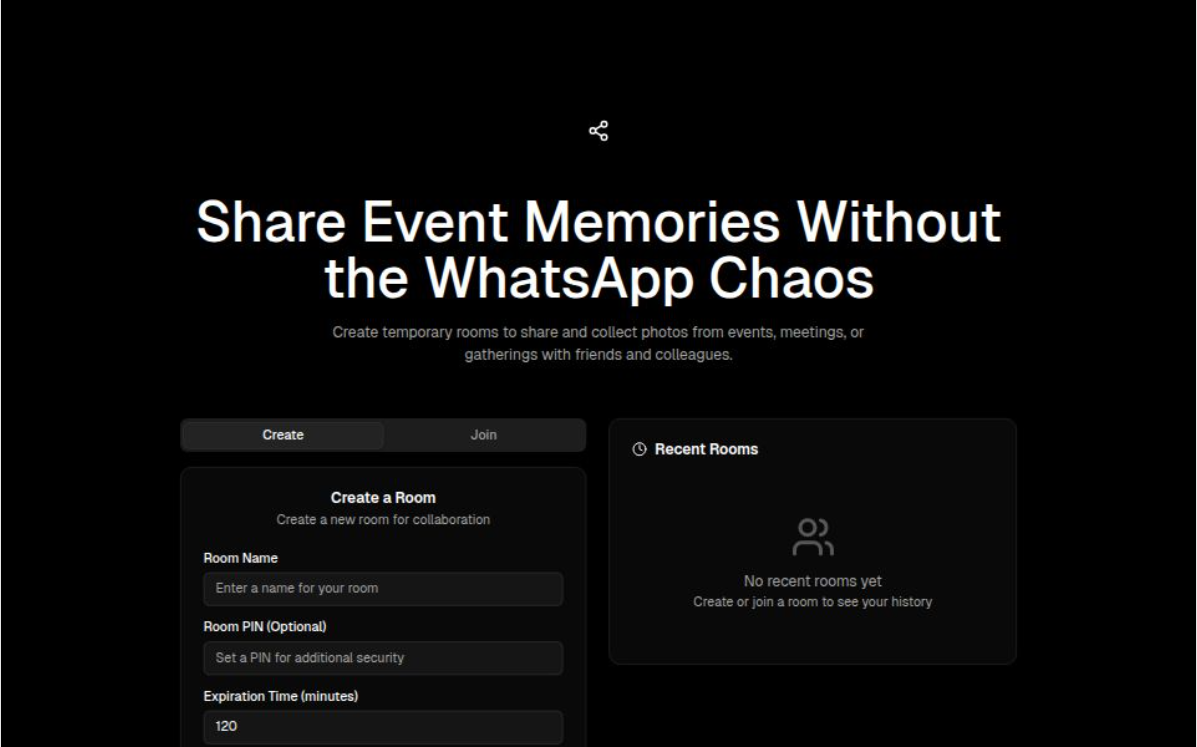 Share Event Memories Without
the WhatsApp Chaos
Create temporary rooms to share and collect photos from events, meetings, or
gatherings with friends and colleagues.
Create
Join
Create a Room
Create a new room for collaboration
Room Name
Enter a name for your room
Room PIN (Optional)
Set a PIN for additional security
Expiration Time (minutes)
120
Recent Rooms
No recent rooms yet
Create or join a room to see your history